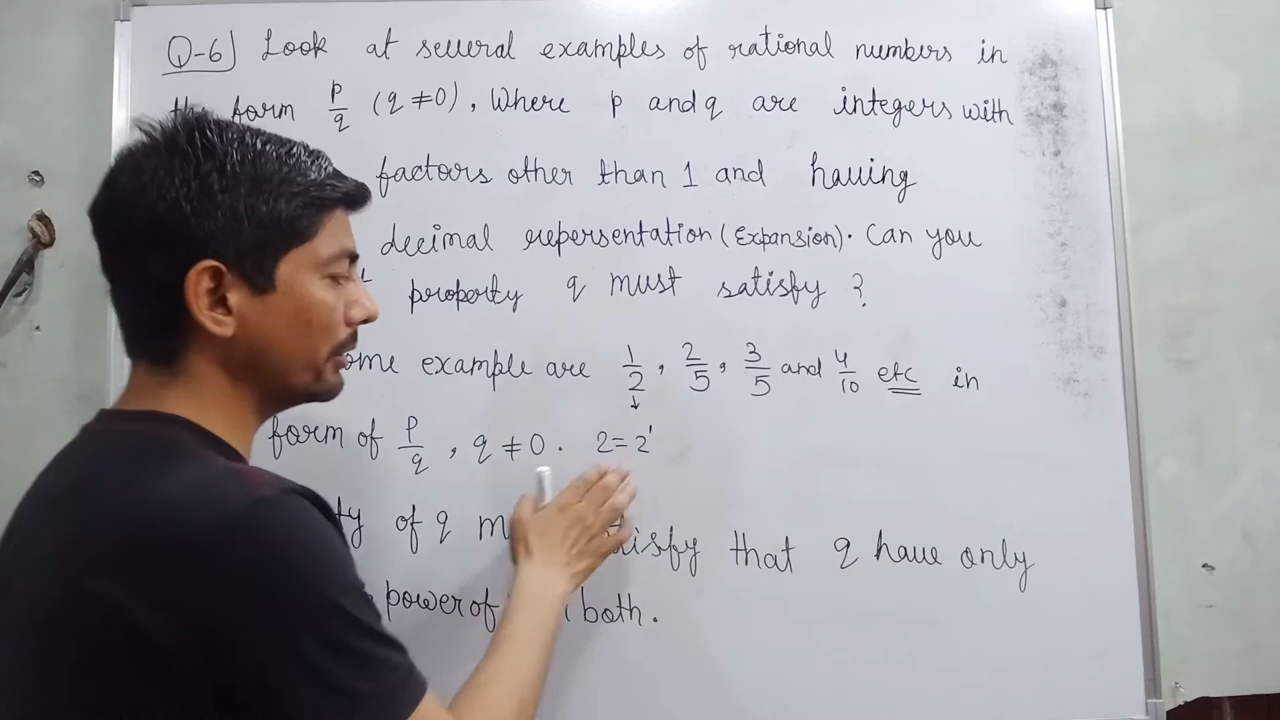 Q-6) Look at several examples of rational numbers in
the form p/q (q ≠ 0), Where p and q are integers with
factors other than 1 and having
decimal repersentation (Expansion). Can you
property q must satisfy ?
ome example are 1/2, 2/5, 3/5 and 4/10 etc in
↓
form of p/q, q ≠ 0. 2=2¹
ty of q tisfy that q have only
power of both.